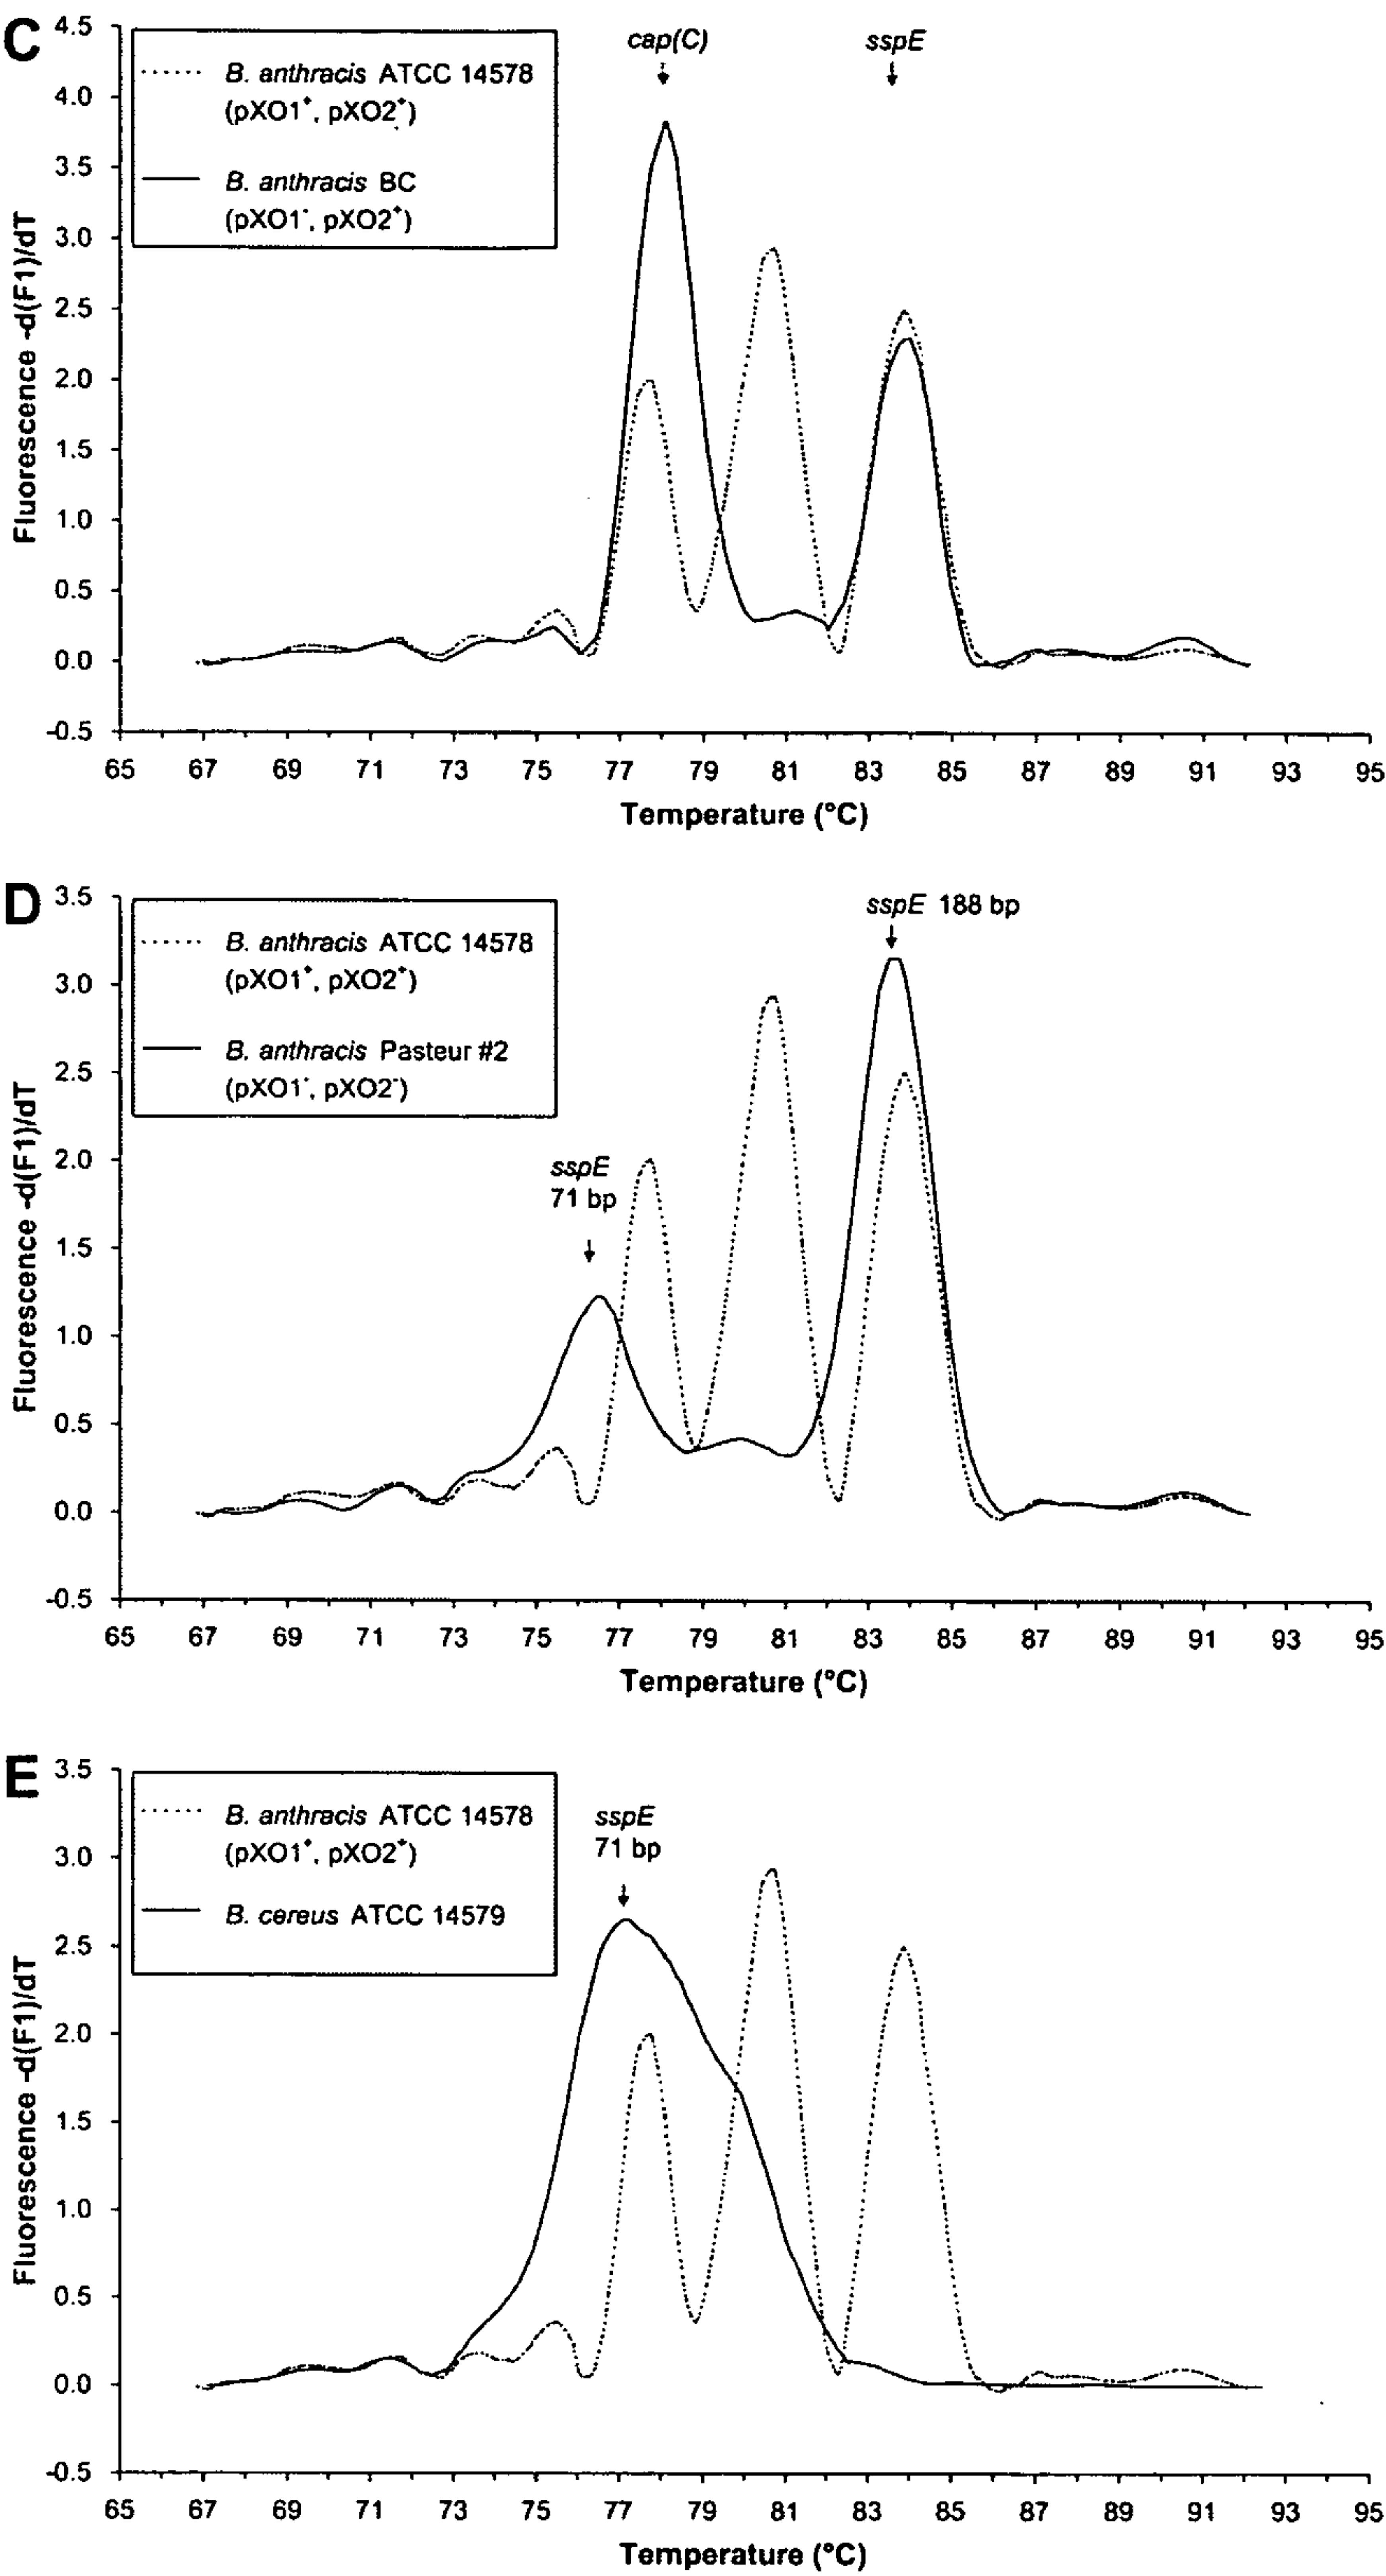 C
cap(C) sspE
B. anthracis ATCC 14578
(pXO1⁺, pXO2⁺)
B. anthracis BC
(pXO1⁻, pXO2⁺)
4.5
4.0
3.5
3.0
2.5
2.0
1.5
1.0
0.5
0.0
-0.5
Fluorescence -d(F1)/dT
65 67 69 71 73 75 77 79 81 83 85 87 89 91 93 95
Temperature (°C)
D
sspE 188 bp
B. anthracis ATCC 14578
(pXO1⁺, pXO2⁺)
B. anthracis Pasteur #2
(pXO1⁻, pXO2⁻)
sspE
71 bp
3.5
3.0
2.5
2.0
1.5
1.0
0.5
0.0
-0.5
Fluorescence -d(F1)/dT
65 67 69 71 73 75 77 79 81 83 85 87 89 91 93 95
Temperature (°C)
E
B. anthracis ATCC 14578
(pXO1⁺, pXO2⁺)
B. cereus ATCC 14579
sspE
71 bp
3.5
3.0
2.5
2.0
1.5
1.0
0.5
0.0
-0.5
Fluorescence -d(F1)/dT
65 67 69 71 73 75 77 79 81 83 85 87 89 91 93 95
Temperature (°C)